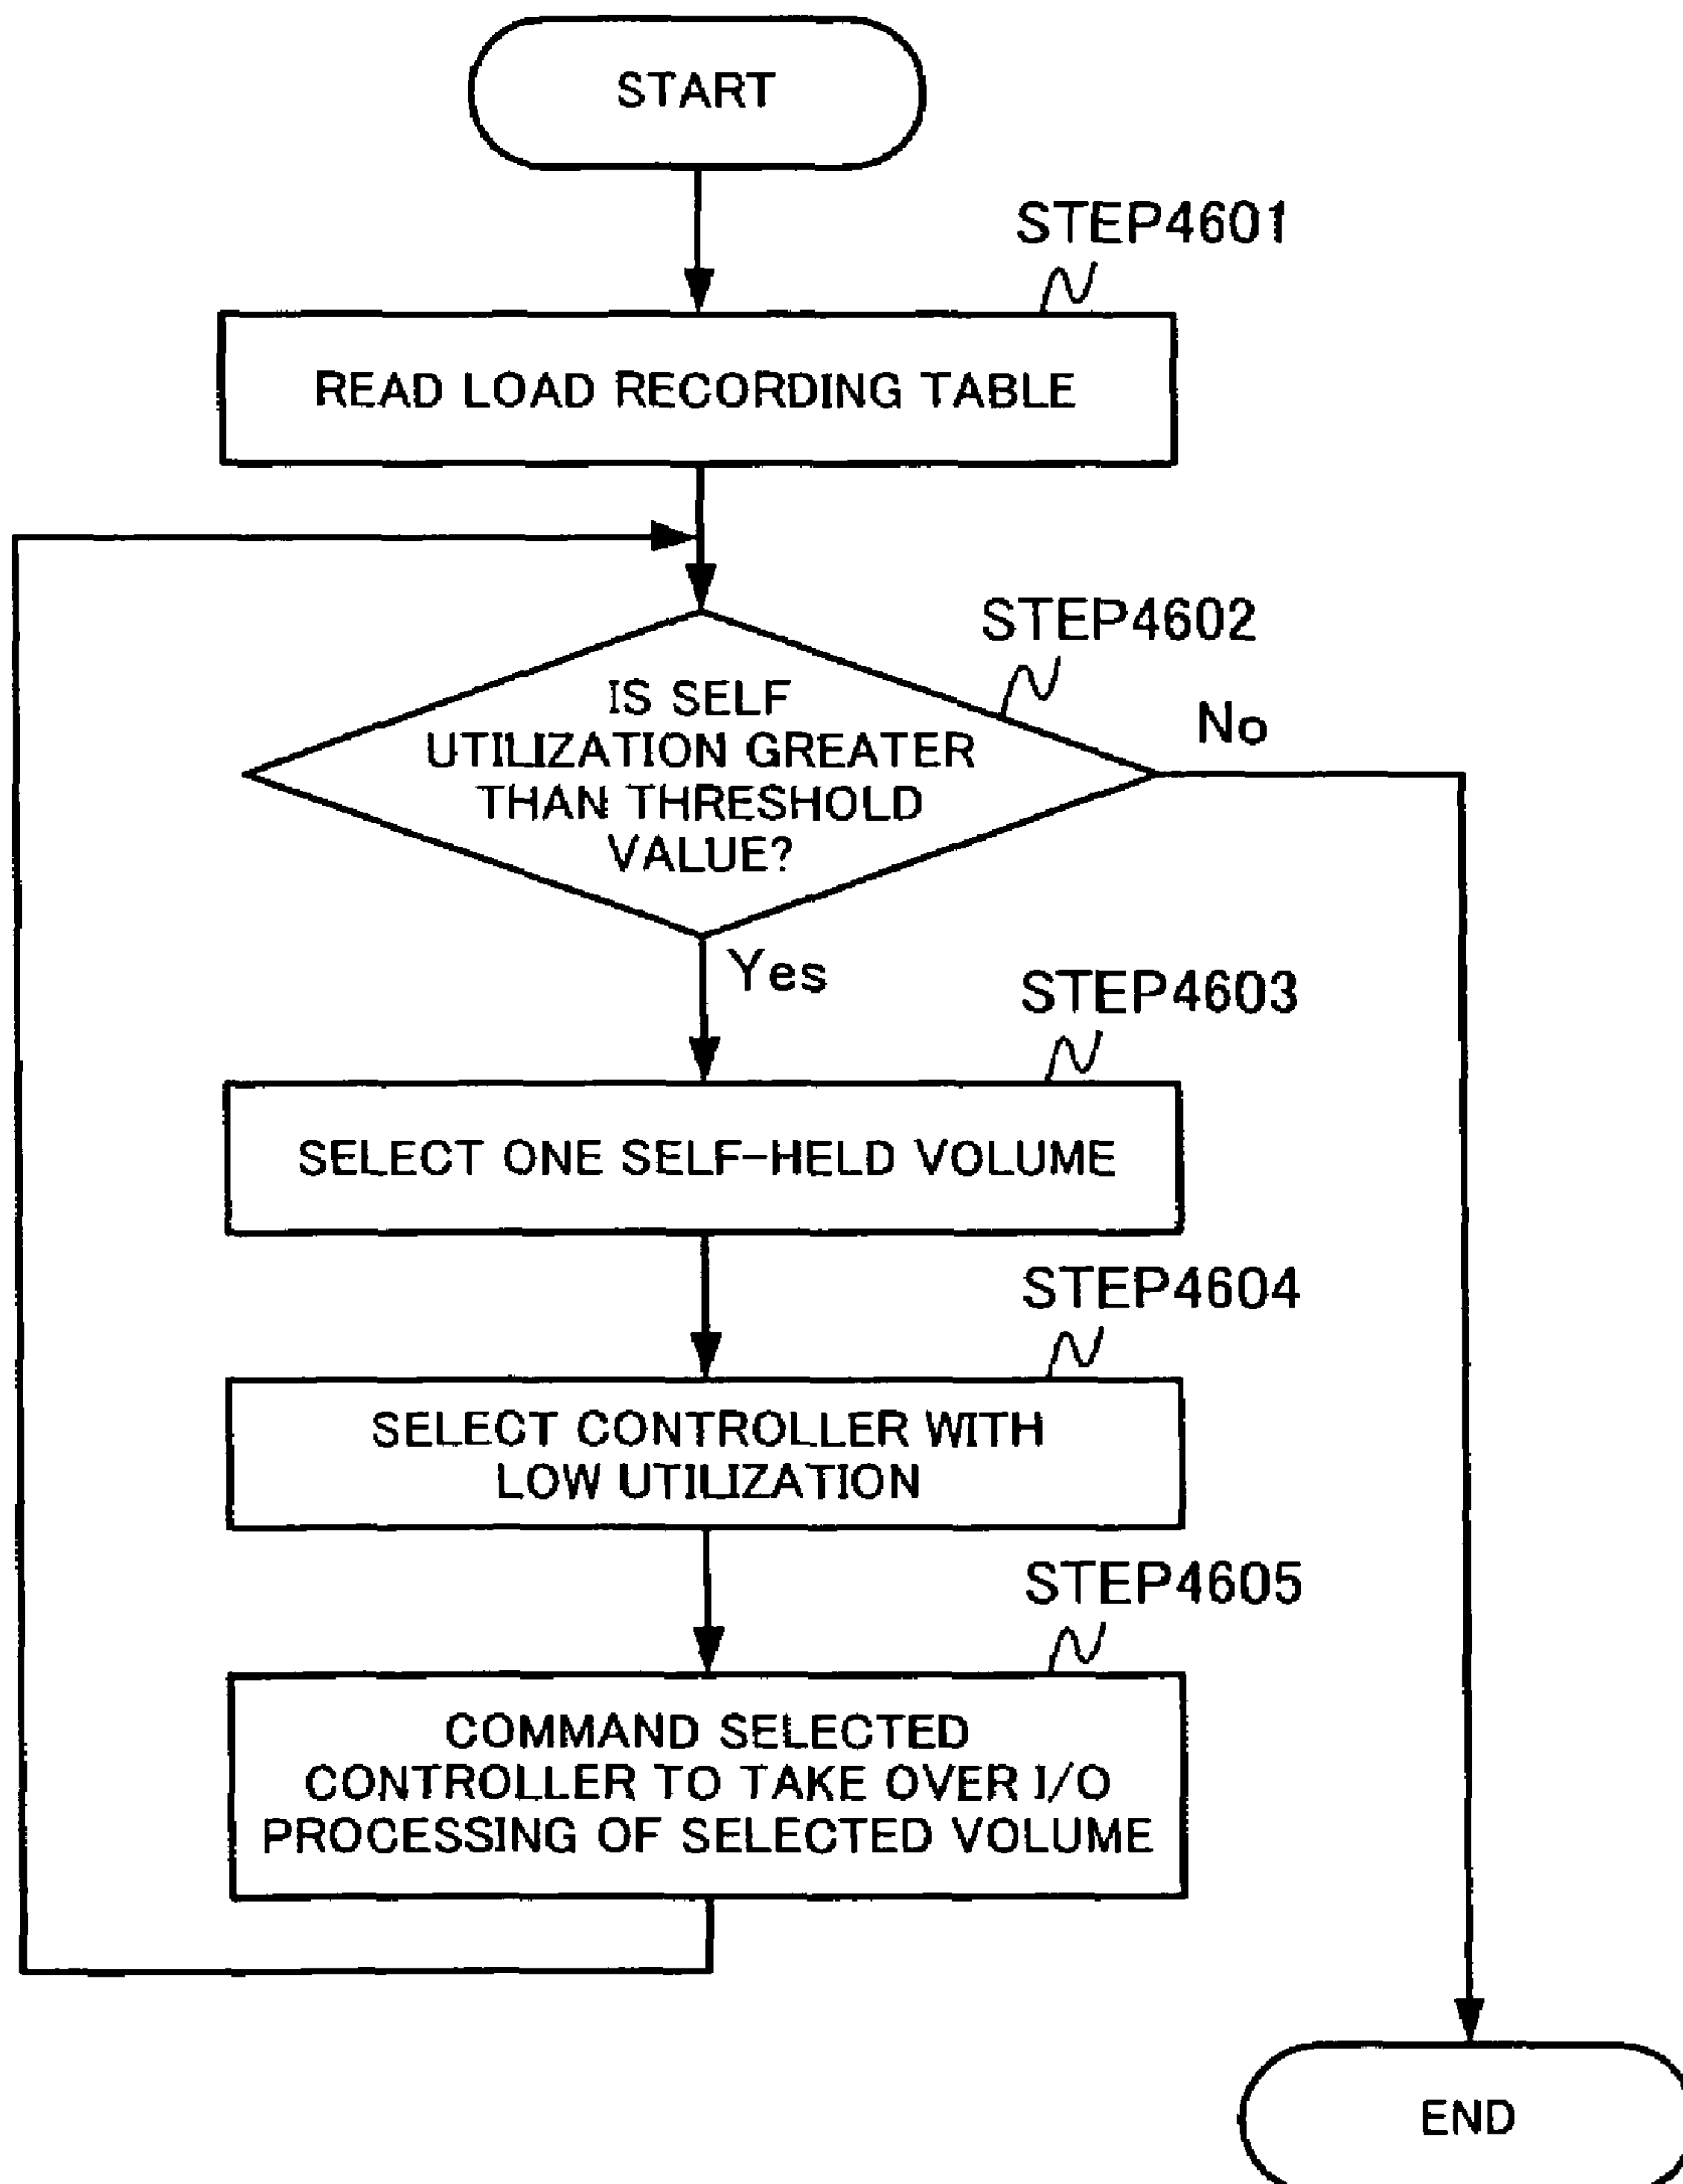 START
STEP4601
READ LOAD RECORDING TABLE
STEP4602
IS SELF
UTILIZATION GREATER
THAN THRESHOLD
VALUE?
No
Yes
STEP4603
SELECT ONE SELF-HELD VOLUME
STEP4604
SELECT CONTROLLER WITH
LOW UTILIZATION
STEP4605
COMMAND SELECTED
CONTROLLER TO TAKE OVER I/O
PROCESSING OF SELECTED VOLUME
END